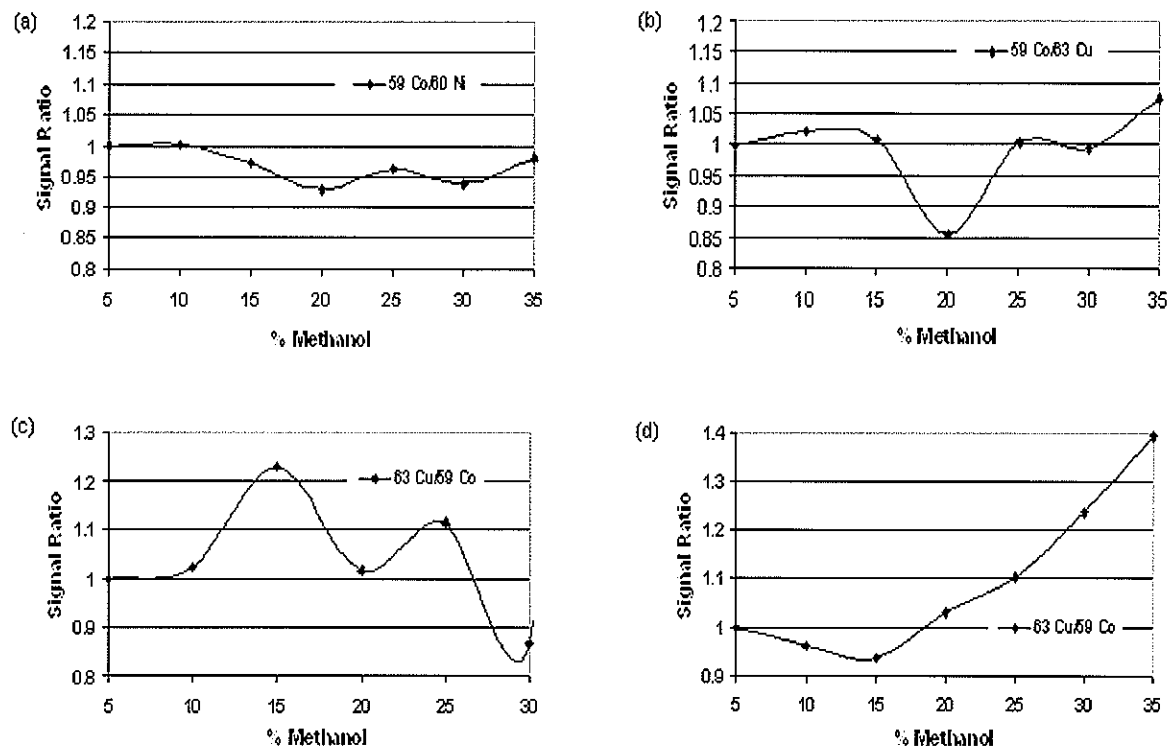 (a)
1.2
1.15
1.1
1.05
1
0.95
0.9
0.85
0.8
Signal Ratio
59 Co/60 Ni
5 10 15 20 25 30 35
% Methanol
(b)
1.2
1.15
1.1
1.05
1
0.95
0.9
0.85
0.8
Signal Ratio
59 Co/63 Cu
5 10 15 20 25 30 35
% Methanol
(c)
1.3
1.2
1.1
1
0.9
0.8
Signal Ratio
63 Cu/59 Co
5 10 15 20 25 30
% Methanol
(d)
1.4
1.3
1.2
1.1
1
0.9
Signal Ratio
63 Cu/59 Co
5 10 15 20 25 30 35
% Methanol